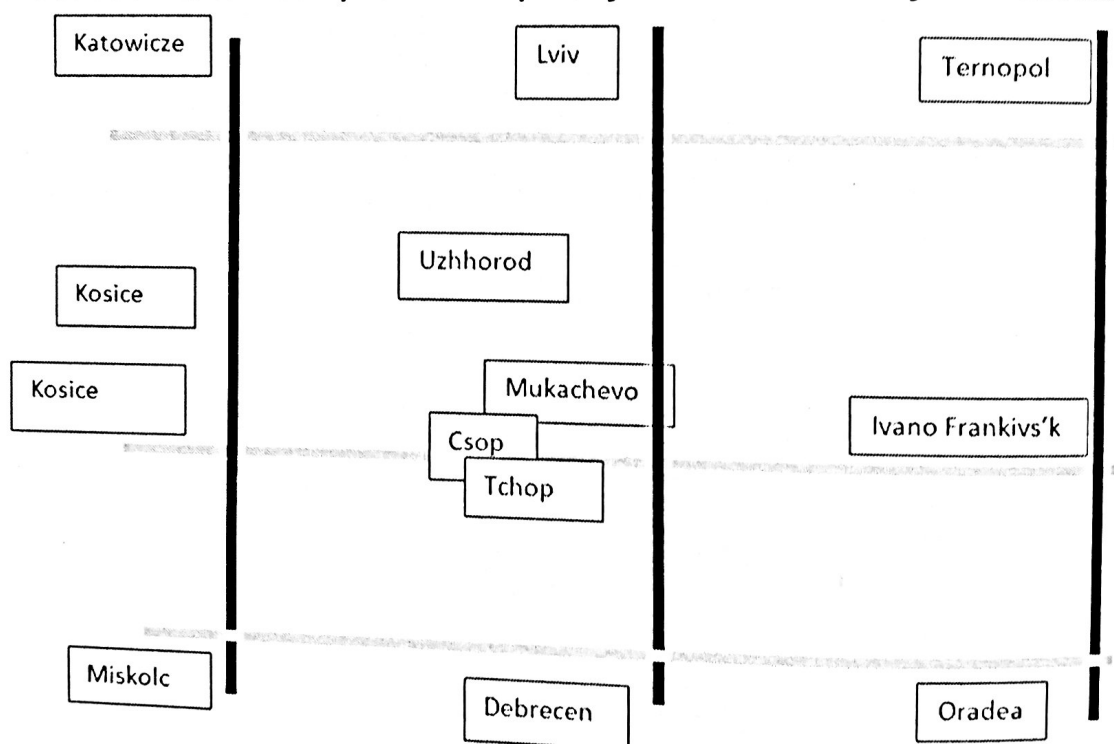 Katowicze
Lviv
Ternopol
Uzhhorod
Kosice
Kosice
Mukachevo
Ivano Frankivs'k
Csop
Tchop
Miskolc
Debrecen
Oradea